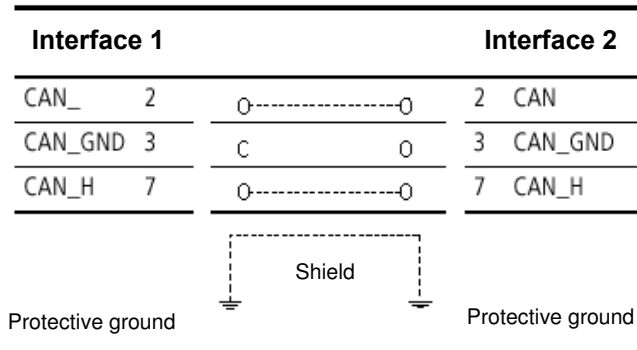 Interface 1 Interface 2
CAN_ 2 2 CAN
CAN_GND 3 3 CAN_GND
CAN_H 7 7 CAN_H
Shield
Protective ground Protective ground